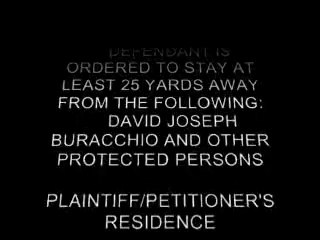 DEFENDANT IS
ORDERED TO STAY AT
LEAST 25 YARDS AWAY
FROM THE FOLLOWING:
DAVID JOSEPH
BURACCHIO AND OTHER
PROTECTED PERSONS
PLAINTIFF/PETITIONER'S
RESIDENCE